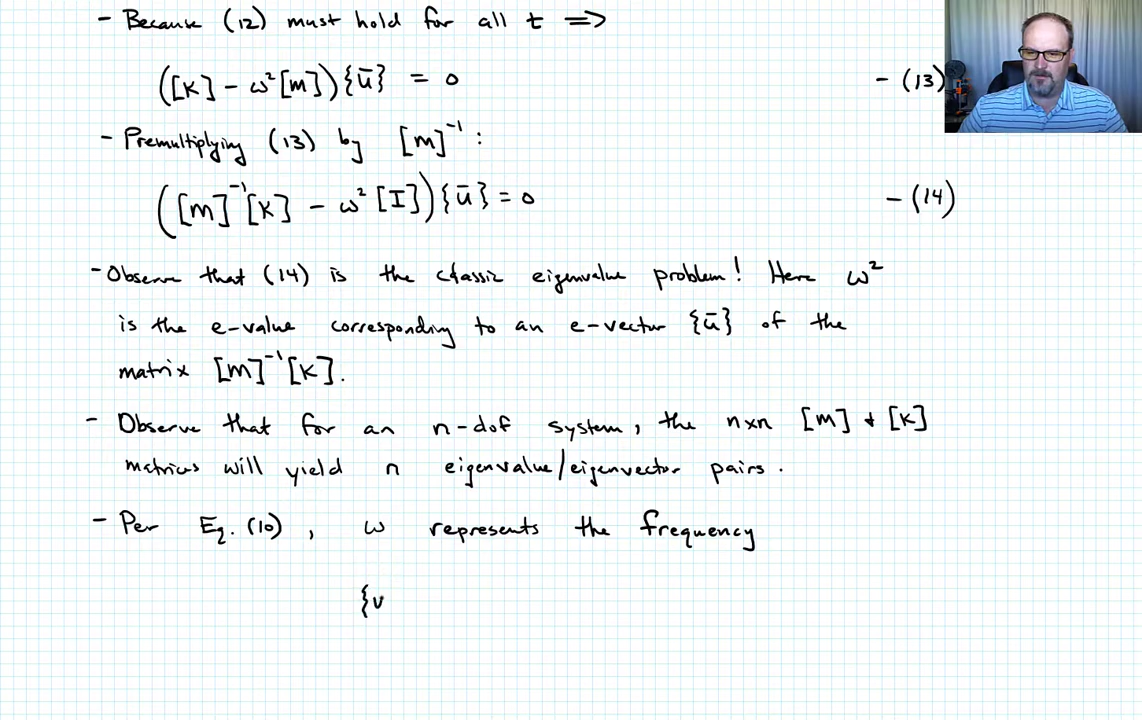 - Because (12) must hold for all t ⇒
([K] - ω²[m]){ū} = 0 - (13)
- Premultiplying (13) by [m]⁻¹:
([m]⁻¹[K] - ω²[I]){ū} = 0 - (14)
- Observe that (14) is the classic eigenvalue problem! Here ω²
is the e-value corresponding to an e-vector {ū} of the
matrix [m]⁻¹[K].
- Observe that for an n-dof system, the nxn [m] + [K]
matrices will yield n eigenvalue/eigenvector pairs.
- Per Eq. (10), ω represents the frequency
{v